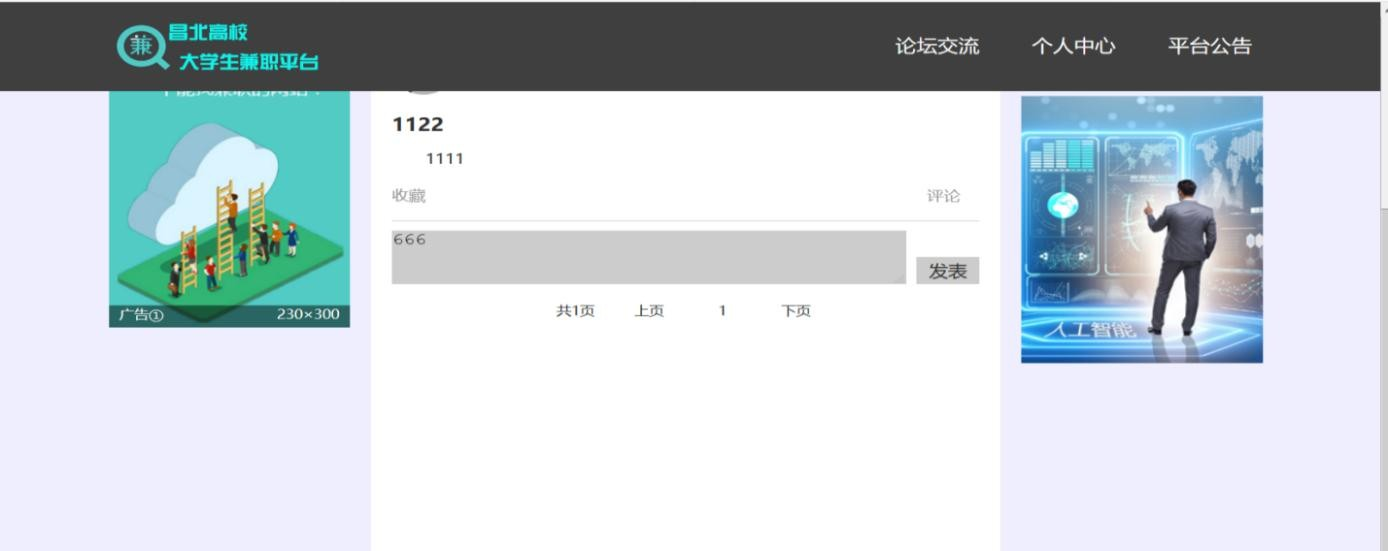 兼
昌北高校
大学生兼职平台
论坛交流 个人中心 平台公告
广告① 230×300
1122
1111
收藏 评论
666
发表
共1页 上页 1 下页
人工智能